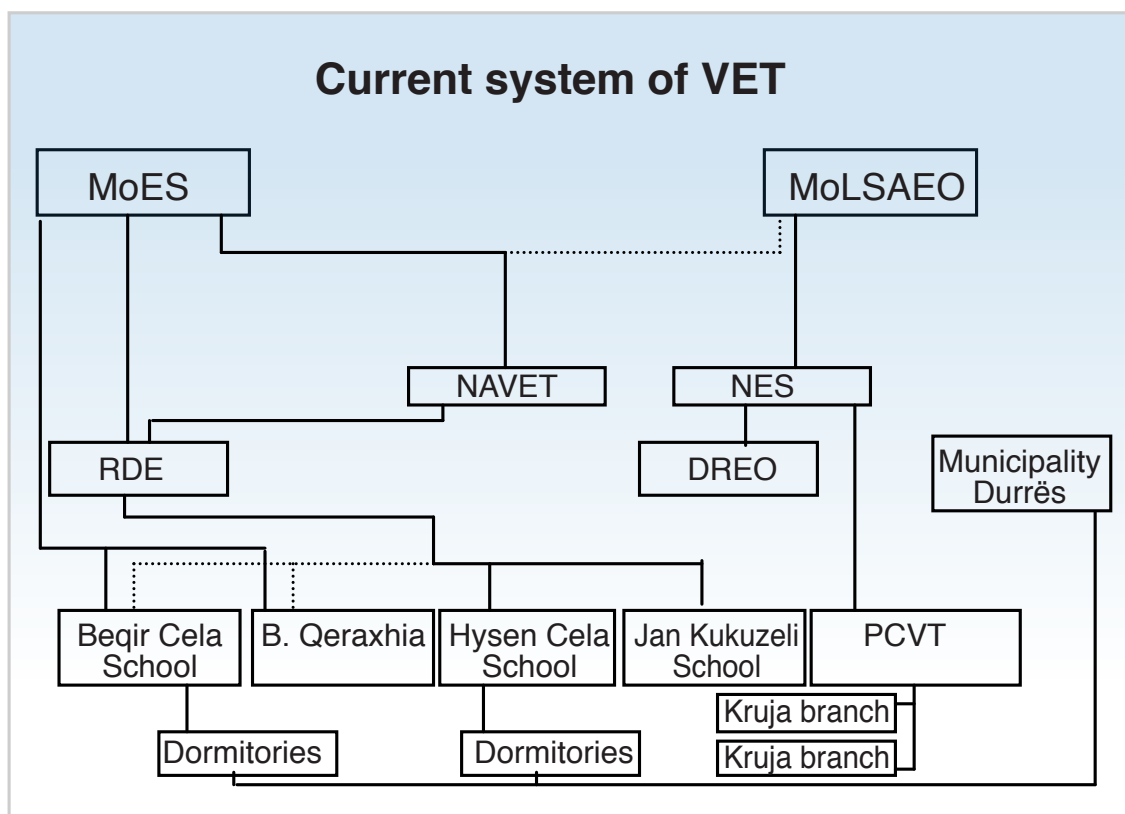 Current system of VET
MoES
MoLSAEO
NAVET
NES
RDE
DREO
Municipality
Durrës
Beqir Cela
School
B. Qeraxhia
Hysen Cela
School
Jan Kukuzeli
School
PCVT
Kruja branch
Kruja branch
Dormitories
Dormitories